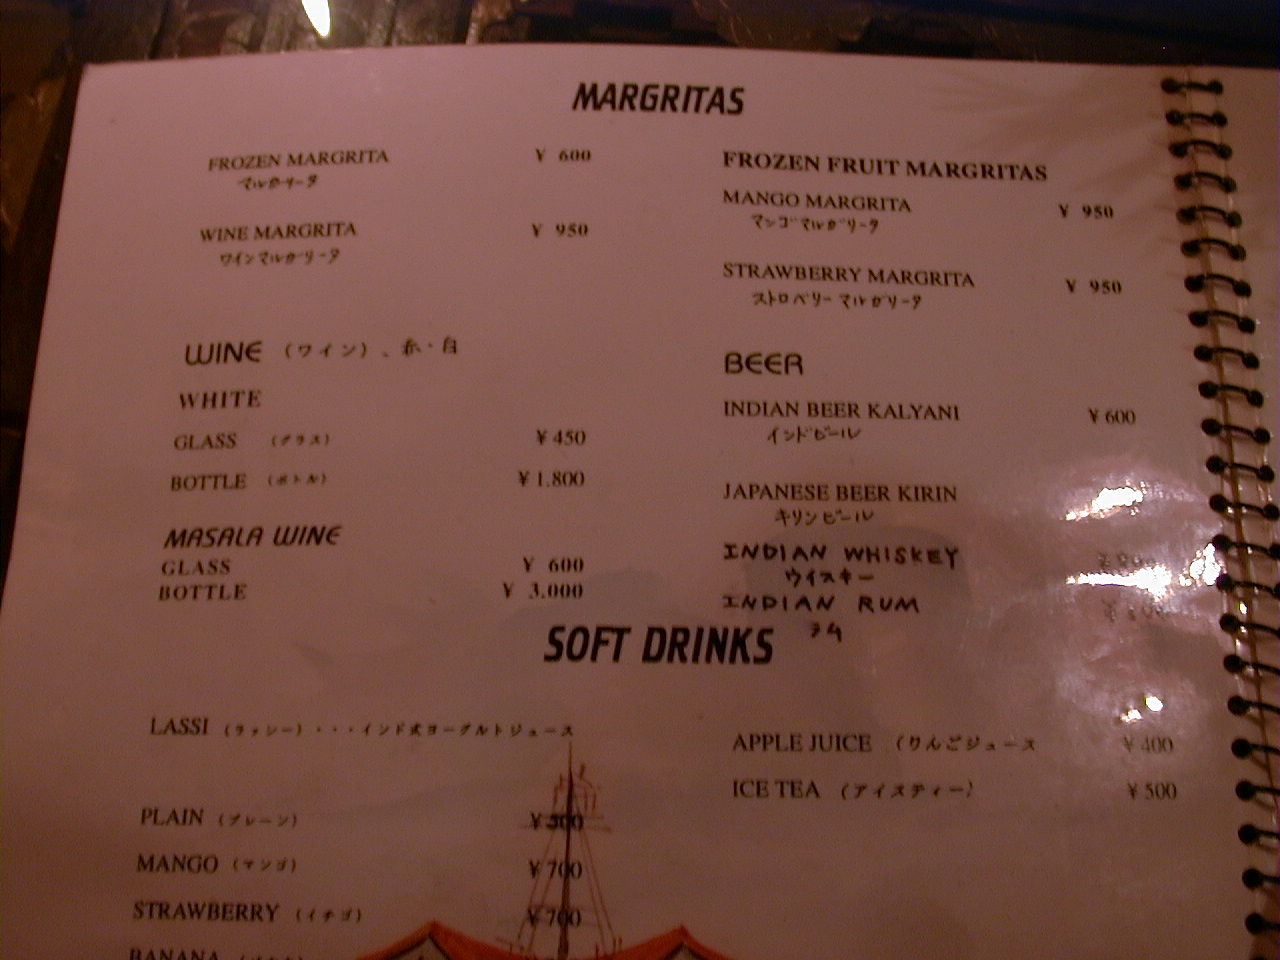 MARGRITAS
FROZEN MARGRITA ¥ 600
マルガリータ
WINE MARGRITA ¥ 950
ワインマルガリータ
FROZEN FRUIT MARGRITAS
MANGO MARGRITA ¥ 950
マンゴマルガリータ
STRAWBERRY MARGRITA ¥ 950
ストロベリーマルガリータ
WINE (ワイン)、赤・白
WHITE
GLASS (グラス) ¥450
BOTTLE (ボトル) ¥1.800
MASALA WINE
GLASS ¥ 600
BOTTLE ¥ 3.000
BEER
INDIAN BEER KALYANI ¥600
インドビール
JAPANESE BEER KIRIN
キリンビール
INDIAN WHISKEY
ウイスキー
INDIAN RUM
ラム
SOFT DRINKS
LASSI (ラッシー)・・・インド式ヨーグルトジュース
PLAIN (プレーン) ¥500
MANGO (マンゴ) ¥700
STRAWBERRY (イチゴ) ¥700
BANANA
APPLE JUICE (りんごジュース ¥400
ICE TEA (アイスティー) ¥500